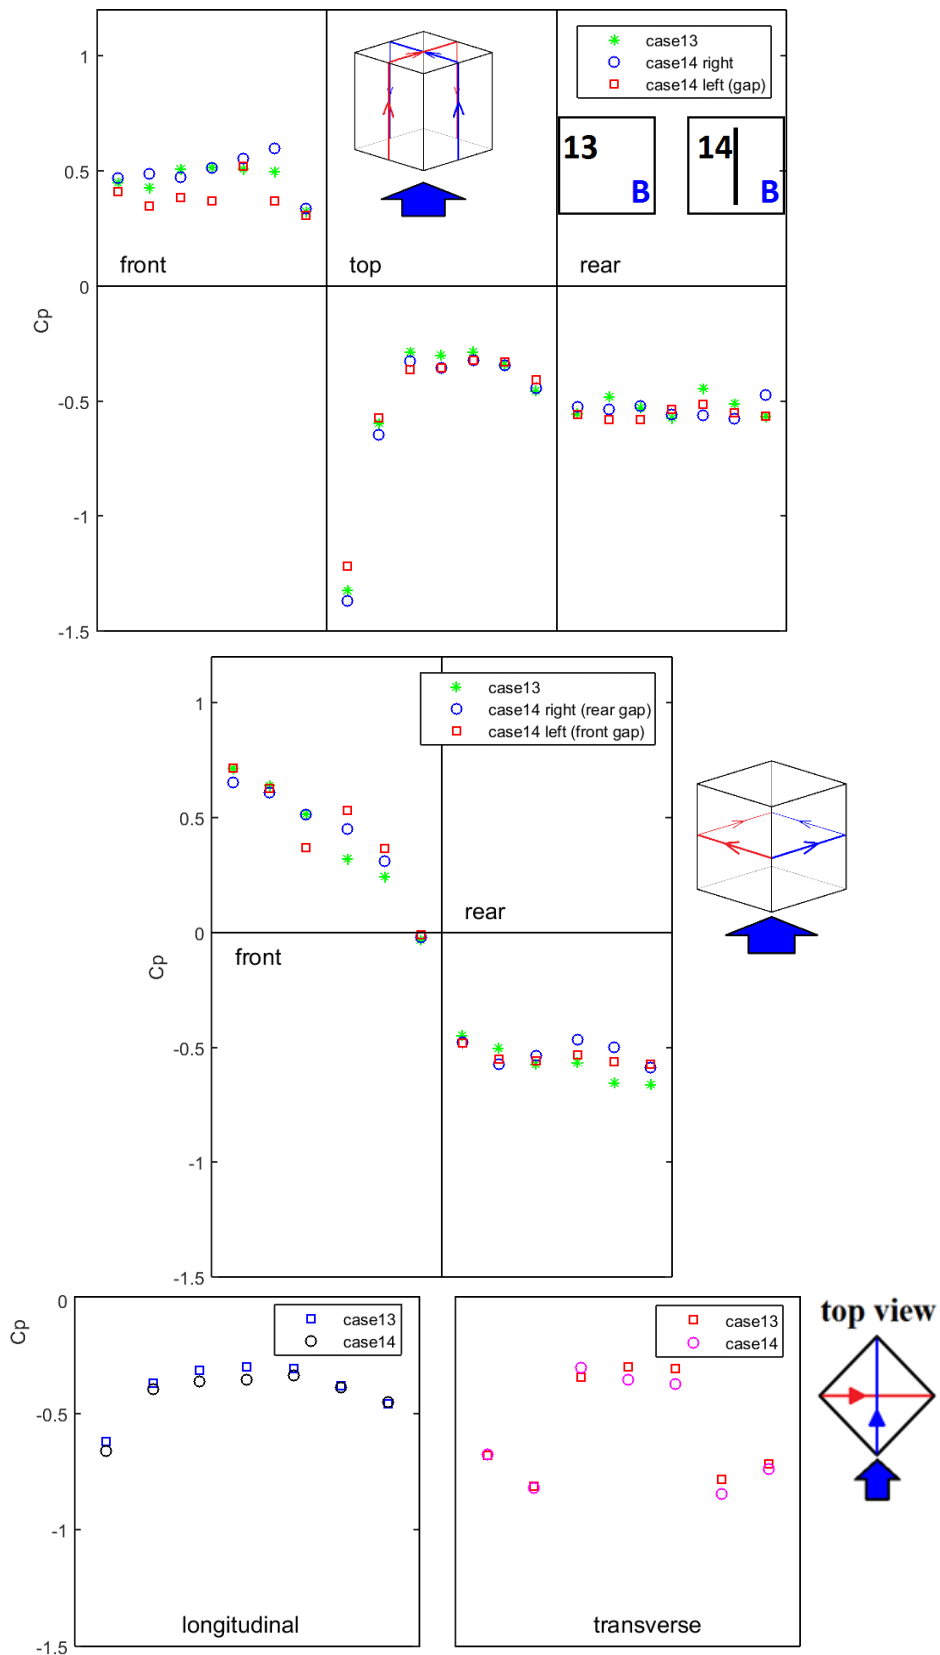 case13
case14 right
case14 left (gap)
13
B
14
B
front
top
rear
1
0.5
0
-0.5
-1
-1.5
Cp
case13
case14 right (rear gap)
case14 left (front gap)
rear
front
1
0.5
0
-0.5
-1
-1.5
Cp
0
-0.5
-1
-1.5
Cp
case13
case14
longitudinal
case13
case14
transverse
top view